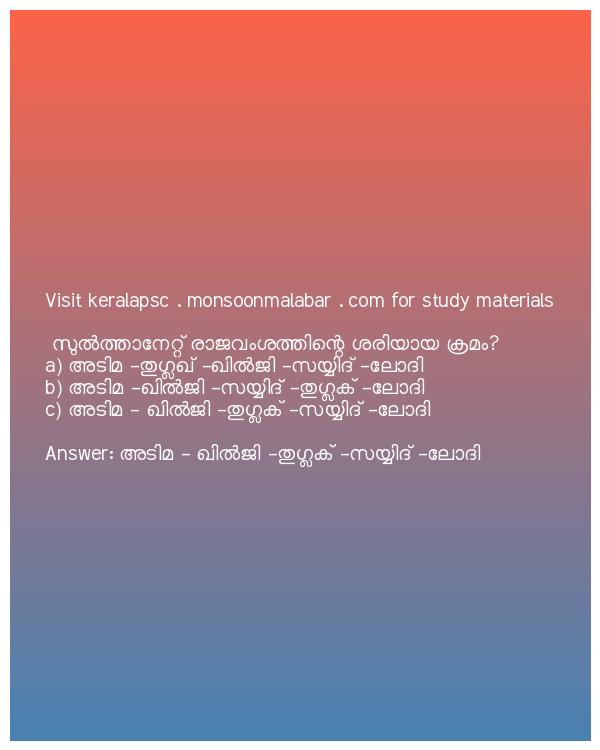 Visit keralapsc . monsoonmalabar . com for study materials
സുൽത്താനേറ്റ് രാജവംശത്തിന്റെ ശരിയായ ക്രമം?
a) അടിമ -തുഗ്ലഖ് -ഖിൽജി -സയ്യിദ് -ലോദി
b) അടിമ -ഖിൽജി -സയ്യിദ് -തുഗ്ലക് -ലോദി
c) അടിമ - ഖിൽജി -തുഗ്ലക് -സയ്യിദ് -ലോദി
Answer: അടിമ - ഖിൽജി -തുഗ്ലക് -സയ്യിദ് -ലോദി